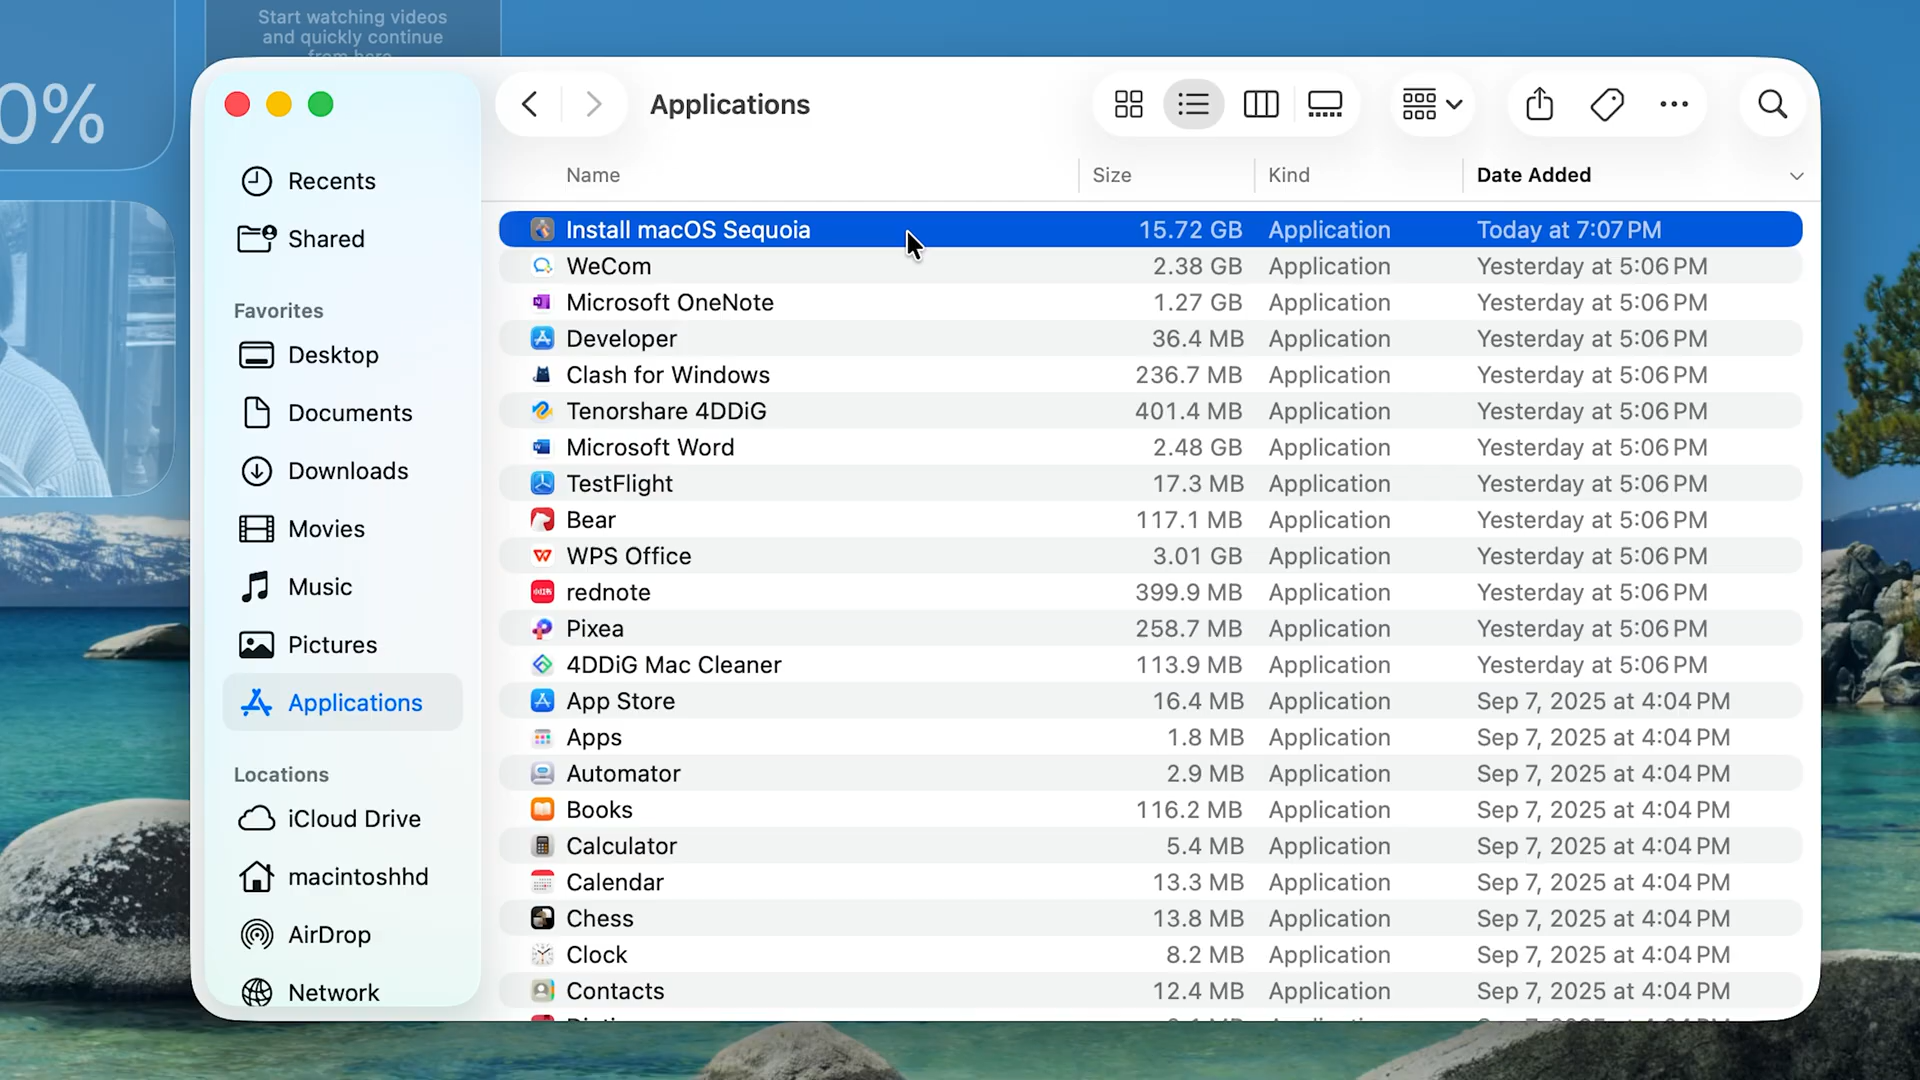 Start watching videos
and quickly continue
from here
0%
Applications
Recents
Shared
Favorites
Desktop
Documents
Downloads
Movies
Music
Pictures
Applications
Locations
iCloud Drive
macintoshhd
AirDrop
Network
Name Size Kind Date Added
Install macOS Sequoia 15.72 GB Application Today at 7:07 PM
WeCom 2.38 GB Application Yesterday at 5:06 PM
Microsoft OneNote 1.27 GB Application Yesterday at 5:06 PM
Developer 36.4 MB Application Yesterday at 5:06 PM
Clash for Windows 236.7 MB Application Yesterday at 5:06 PM
Tenorshare 4DDiG 401.4 MB Application Yesterday at 5:06 PM
Microsoft Word 2.48 GB Application Yesterday at 5:06 PM
TestFlight 17.3 MB Application Yesterday at 5:06 PM
Bear 117.1 MB Application Yesterday at 5:06 PM
WPS Office 3.01 GB Application Yesterday at 5:06 PM
rednote 399.9 MB Application Yesterday at 5:06 PM
Pixea 258.7 MB Application Yesterday at 5:06 PM
4DDiG Mac Cleaner 113.9 MB Application Yesterday at 5:06 PM
App Store 16.4 MB Application Sep 7, 2025 at 4:04 PM
Apps 1.8 MB Application Sep 7, 2025 at 4:04 PM
Automator 2.9 MB Application Sep 7, 2025 at 4:04 PM
Books 116.2 MB Application Sep 7, 2025 at 4:04 PM
Calculator 5.4 MB Application Sep 7, 2025 at 4:04 PM
Calendar 13.3 MB Application Sep 7, 2025 at 4:04 PM
Chess 13.8 MB Application Sep 7, 2025 at 4:04 PM
Clock 8.2 MB Application Sep 7, 2025 at 4:04 PM
Contacts 12.4 MB Application Sep 7, 2025 at 4:04 PM